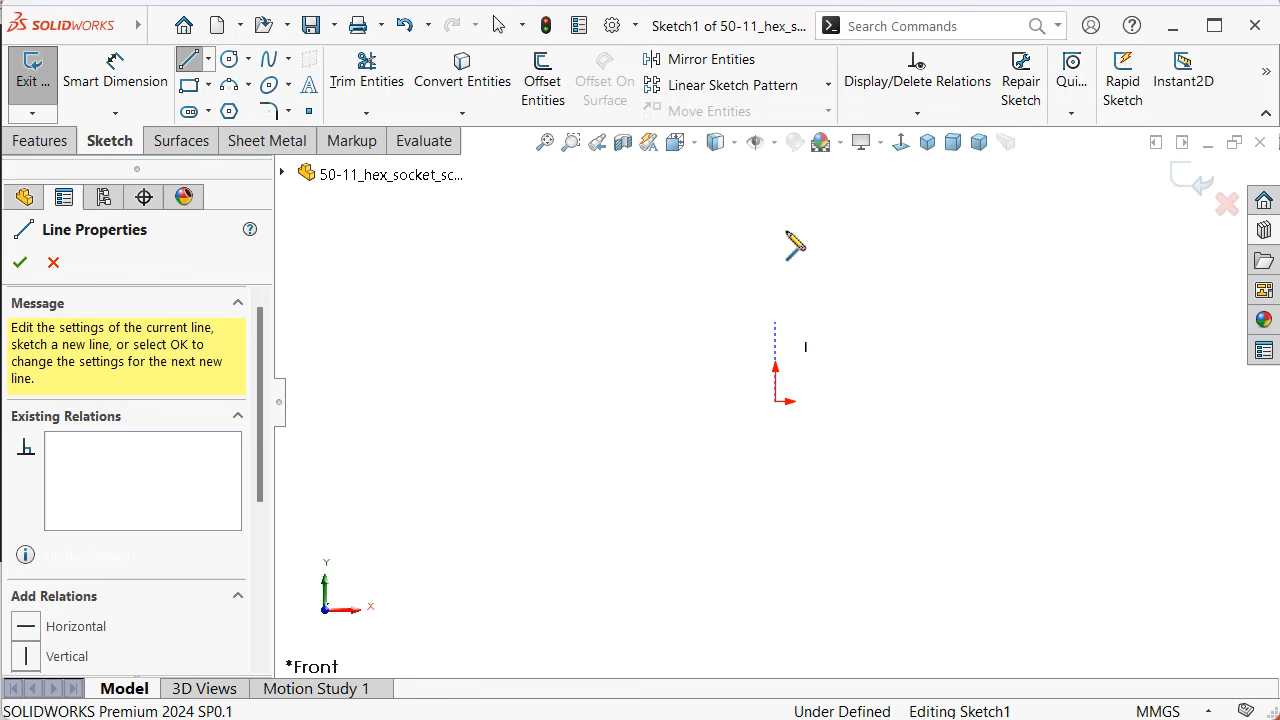 SOLIDWORKS
Sketch1 of 50-11_hex_s...
Search Commands
Exit ...
Smart Dimension
Trim Entities
Convert Entities
Offset Entities
Offset On Surface
Mirror Entities
Linear Sketch Pattern
Move Entities
Display/Delete Relations
Repair Sketch
Qui...
Rapid Sketch
Instant2D
Features
Sketch
Surfaces
Sheet Metal
Markup
Evaluate
50-11_hex_socket_sc...
Line Properties
Message
Edit the settings of the current line,
sketch a new line, or select OK to
change the settings for the next new
line.
Existing Relations
Add Relations
Horizontal
Vertical
Y
X
*Front
Model
3D Views
Motion Study 1
SOLIDWORKS Premium 2024 SP0.1
Under Defined
Editing Sketch1
MMGS